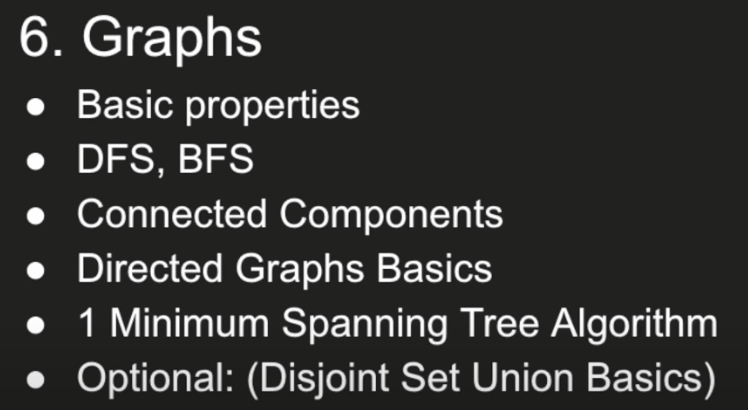 6. Graphs
● Basic properties
● DFS, BFS
● Connected Components
● Directed Graphs Basics
● 1 Minimum Spanning Tree Algorithm
● Optional: (Disjoint Set Union Basics)